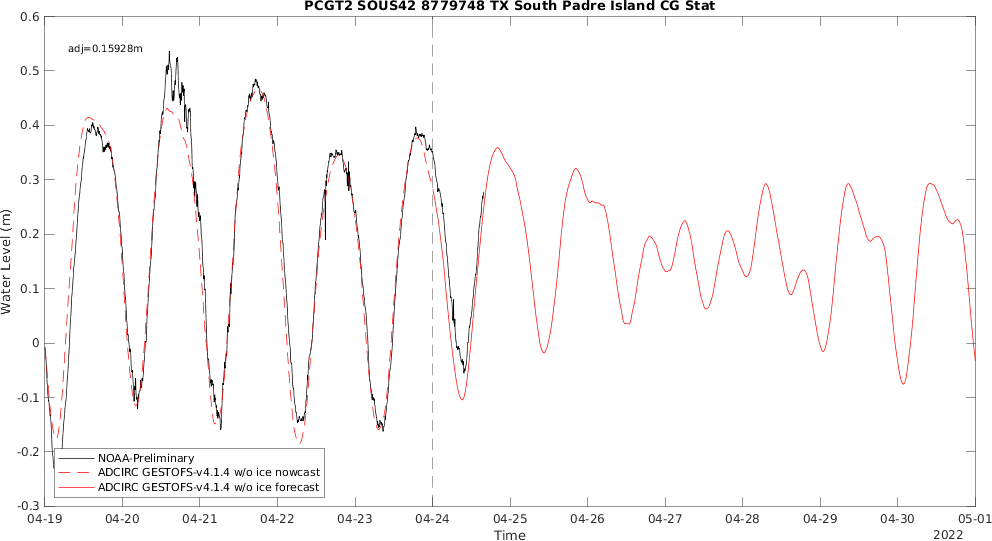 PCGT2 SOUS42 8779748 TX South Padre Island CG Stat
adj=0.15928m
Water Level (m)
0.6
0.5
0.4
0.3
0.2
0.1
0
-0.1
-0.2
-0.3
NOAA-Preliminary
ADCIRC GESTOFS-v4.1.4 w/o ice nowcast
ADCIRC GESTOFS-v4.1.4 w/o ice forecast
04-19 04-20 04-21 04-22 04-23 04-24 04-25 04-26 04-27 04-28 04-29 04-30 05-01
Time
2022